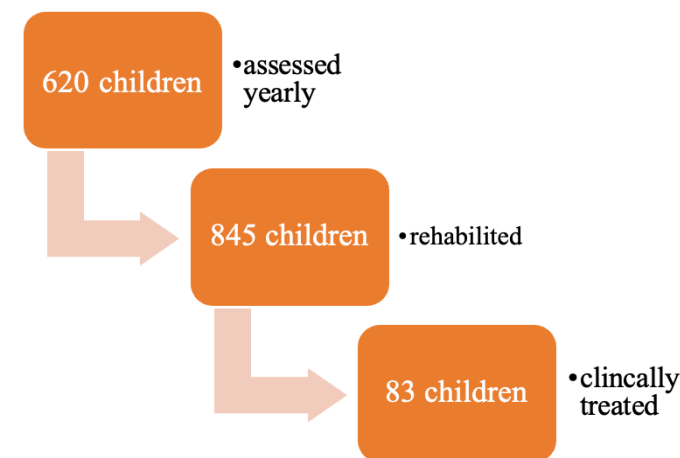 620 children
•assessed
yearly
845 children
•rehabilited
83 children
•clincally
treated